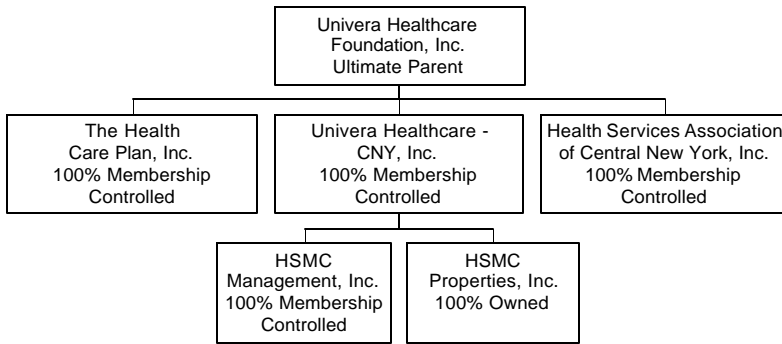 Univera Healthcare
Foundation, Inc.
Ultimate Parent
The Health
Care Plan, Inc.
100% Membership
Controlled
Univera Healthcare -
CNY, Inc.
100% Membership
Controlled
Health Services Association
of Central New York, Inc.
100% Membership
Controlled
HSMC
Management, Inc.
100% Membership
Controlled
HSMC
Properties, Inc.
100% Owned